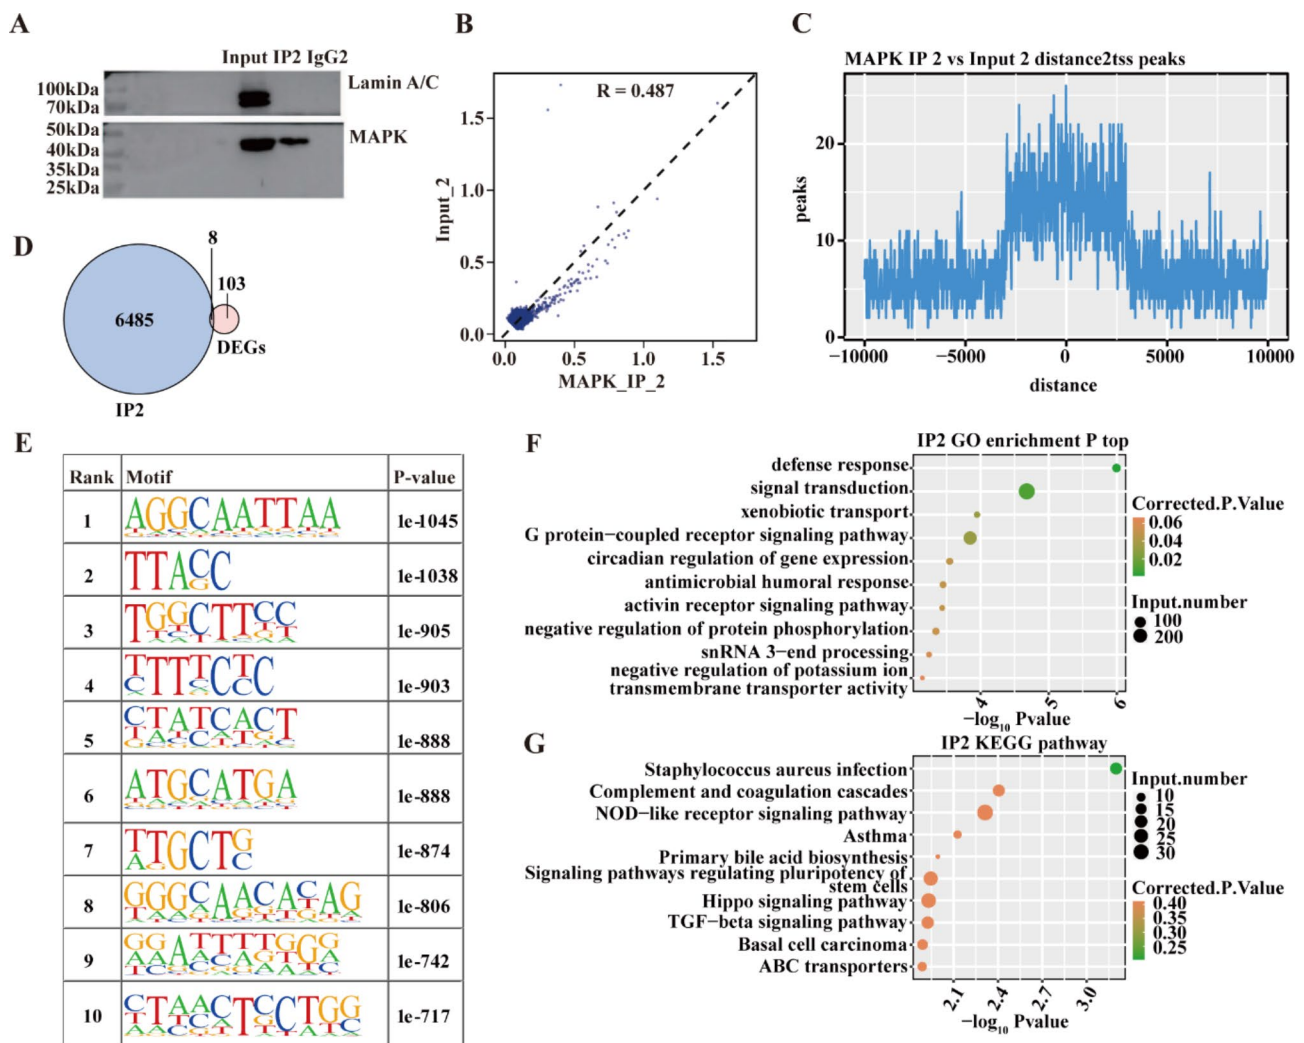 A
Input IP2 IgG2
100kDa
70kDa
Lamin A/C
50kDa
40kDa
35kDa
25kDa
MAPK
B
R = 0.487
Input_2
1.5
1.0
0.5
0.0
0.0 0.5 1.0 1.5
MAPK_IP_2
C
MAPK IP 2 vs Input 2 distance2tss peaks
peaks
20
10
0
−10000 −5000 0 5000 10000
distance
D
8
103
6485
DEGs
IP2
E
Rank Motif P-value
1 AGGCAATTAA 1e-1045
2 TTACC 1e-1038
3 TGGCTTCC 1e-905
4 TTTTCTC 1e-903
5 CTATCACT 1e-888
6 ATGCATGA 1e-888
7 TTGCTG 1e-874
8 GGGCAACACAG 1e-806
9 GGATTTTGGG 1e-742
10 CTAACTCCTGG 1e-717
F
IP2 GO enrichment P top
defense response
signal transduction
xenobiotic transport
G protein−coupled receptor signaling pathway
circadian regulation of gene expression
antimicrobial humoral response
activin receptor signaling pathway
negative regulation of protein phosphorylation
snRNA 3−end processing
negative regulation of potassium ion
transmembrane transporter activity
4 5 6
−log10 Pvalue
Corrected.P.Value
0.06
0.04
0.02
Input.number
100
200
G
IP2 KEGG pathway
Staphylococcus aureus infection
Complement and coagulation cascades
NOD−like receptor signaling pathway
Asthma
Primary bile acid biosynthesis
Signaling pathways regulating pluripotency of
stem cells
Hippo signaling pathway
TGF−beta signaling pathway
Basal cell carcinoma
ABC transporters
2.1 2.4 2.7 3.0
−log10 Pvalue
Input.number
10
15
20
25
30
Corrected.P.Value
0.40
0.35
0.30
0.25